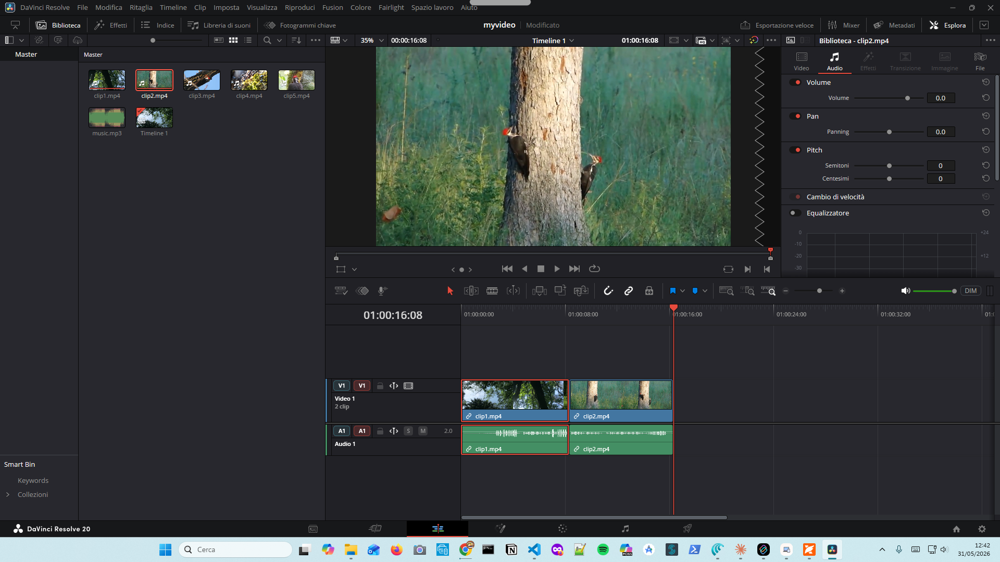 DaVinci Resolve File Modifica Ritaglia Timeline Clip Imposta Visualizza Riproduci Fusion Colore Fairlight Spazio lavoro Aiuto
Biblioteca Effetti Indice Libreria di suoni Fotogrammi chiave myvideo Modificato Esportazione veloce Mixer Metadati Esplora
35% 00:00:16:08 Timeline 1 01:00:16:08 Biblioteca - clip2.mp4
Master
Master
Video Audio Effetti Transizione Immagine File
clip1.mp4 clip2.mp4 clip3.mp4 clip4.mp4 clip5.mp4
music.mp3 Timeline 1
Volume
Volume 0.0
Pan
Panning 0.0
Pitch
Semitoni 0
Centesimi 0
Cambio di velocità
Equalizzatore
0 +24
-10
-20 +12
-30
DIM
01:00:16:08
01:00:00:00 01:00:08:00 01:00:16:00 01:00:24:00 01:00:32:00
V1 V1
Video 1
2 clip
clip1.mp4 clip2.mp4
A1 A1 S M 2.0
Audio 1
clip1.mp4 clip2.mp4
Smart Bin
Keywords
Collezioni
DaVinci Resolve 20
Cerca
M365
12:42
31/05/2026